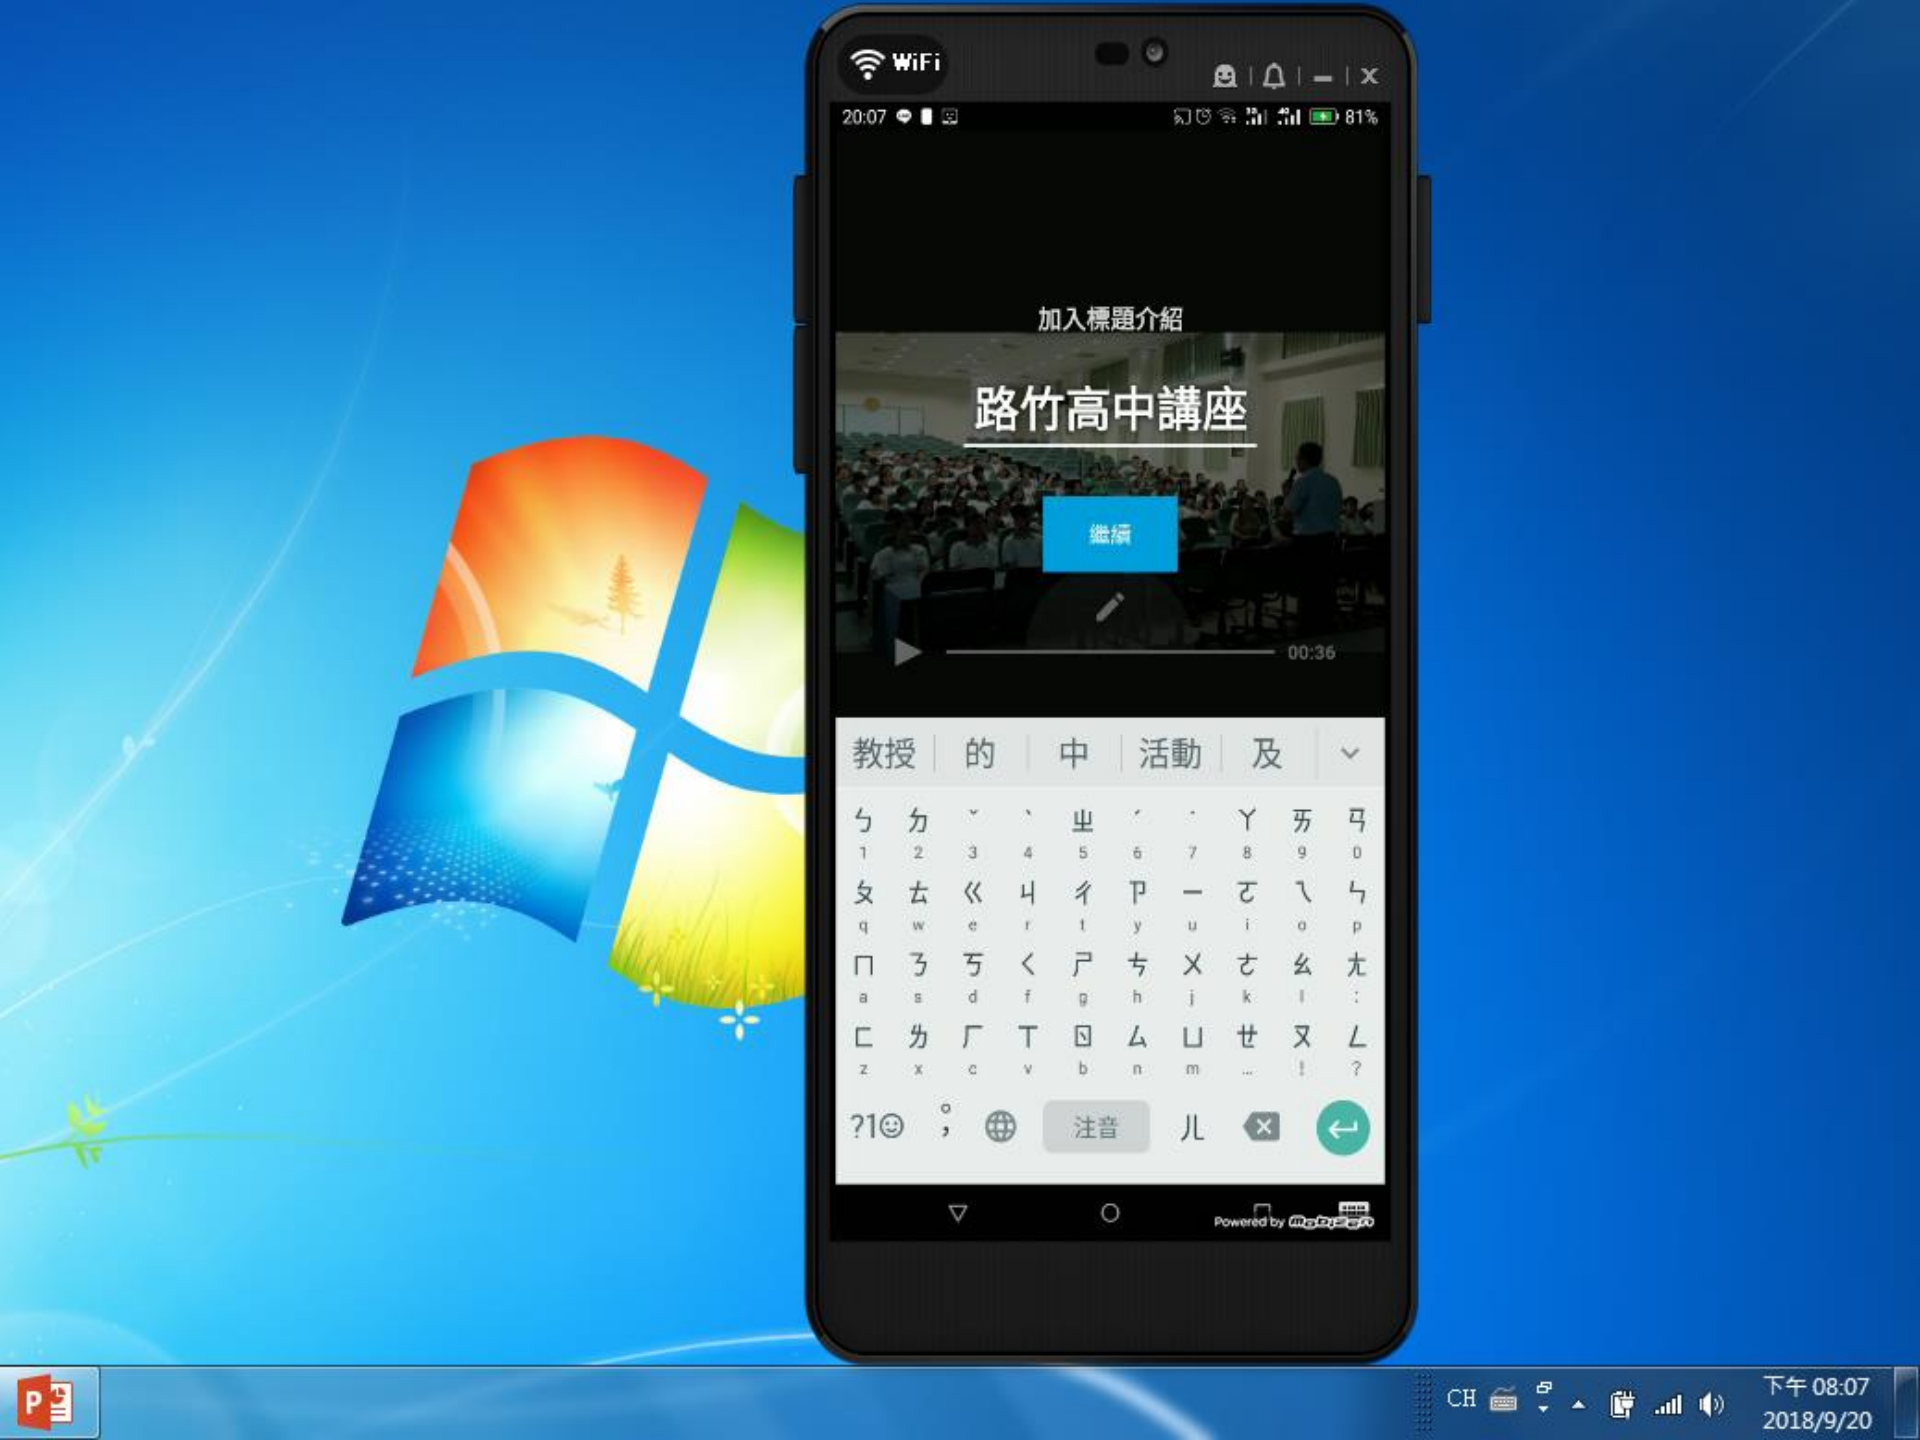 WiFi
20:07 81%
加入標題介紹
路竹高中講座
繼續
00:36
教授 的 中 活動 及
ㄅ ㄉ ˇ ˋ ㄓ ˊ ˙ ㄚ ㄞ ㄢ
1 2 3 4 5 6 7 8 9 0
ㄆ ㄊ ㄍ ㄐ ㄔ ㄗ ㄧ ㄛ ㄟ ㄣ
q w e r t y u i o p
ㄇ ㄋ ㄎ ㄑ ㄕ ㄘ ㄨ ㄜ ㄠ ㄤ
a s d f g h j k l :
ㄈ ㄌ ㄏ ㄒ ㄖ ㄙ ㄩ ㄝ ㄡ ㄥ
z x c v b n m ... ! ?
?1☺ ° , 注音 ㄦ
Powered by Mobizen
P
CH
下午 08:07
2018/9/20